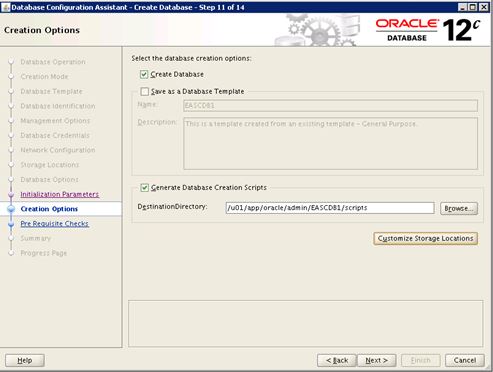 Database Configuration Assistant - Create Database - Step 11 of 14
Creation Options
ORACLE
DATABASE 12c
Database Operation
Creation Mode
Database Template
Database Identification
Management Options
Database Credentials
Network Configuration
Storage Locations
Database Options
Initialization Parameters
Creation Options
Pre Requisite Checks
Summary
Progress Page
Select the database creation options:
Create Database
Save as a Database Template
Name: EASCDB1
Description: This is a template created from an existing template - General Purpose.
Generate Database Creation Scripts
DestinationDirectory: /u01/app/oracle/admin/EASCDB1/scripts Browse...
Customize Storage Locations
Help < Back Next > Finish Cancel